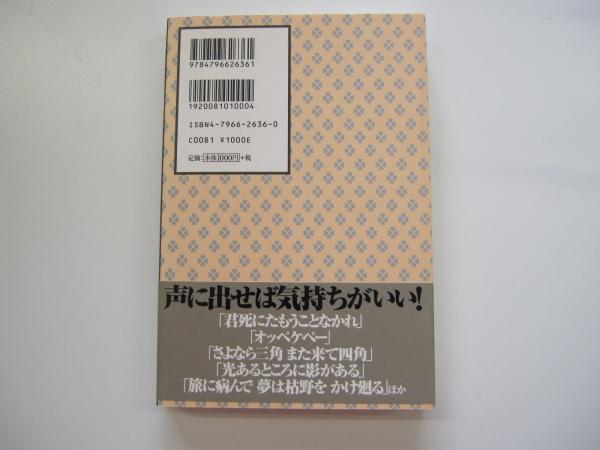 9784796626361
1920081010004
ISBN4-7966-2636-0
C0081 ¥1000E
定価:本体1000円+税
声に出せば気持ちがいい!
「君死にたもうことなかれ」
「オッペケペー」
「さよなら三角 また来て四角」
「光あるところに影がある」
「旅に病んで 夢は枯野を かけ廻る」ほか